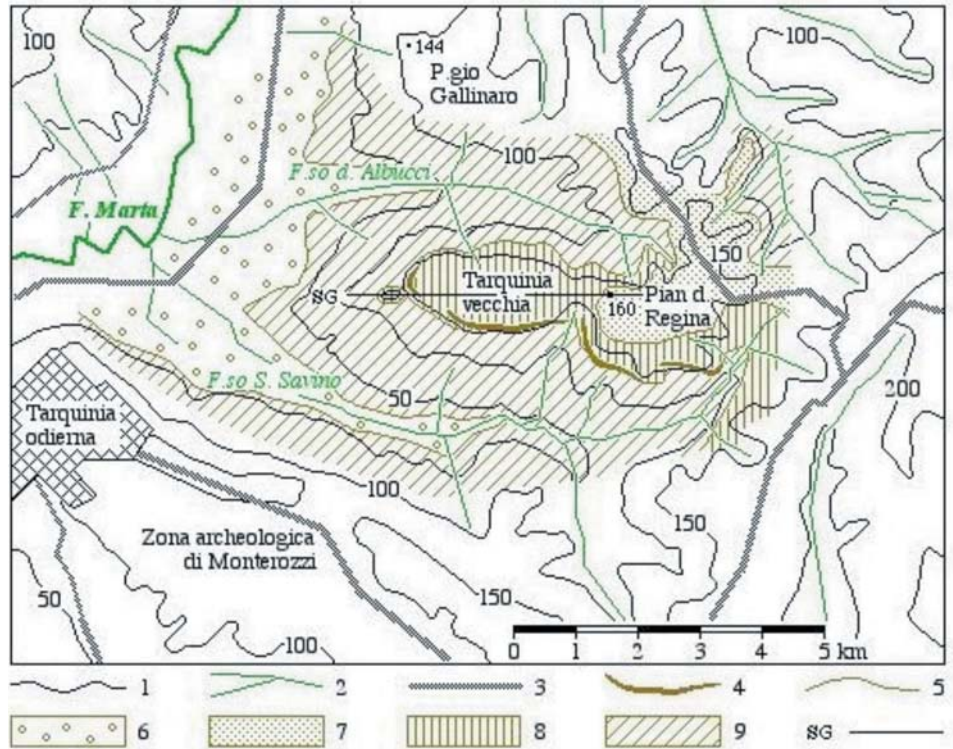 100
144
P.gio
Gallinaro
100
100
F.so d. Albucci
F. Marta
150
SG
Tarquinia
vecchia
160
Pian d
Regina
F.so S. Savino
50
200
Tarquinia
odierna
100
150
Zona archeologica
di Monterozzi
50
150
100
0 1 2 3 4 5 km
1 2 3 4 5
6 7 8 9 SG